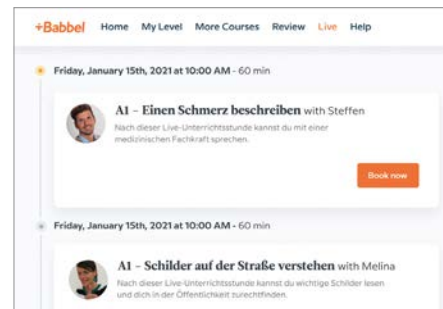 +Babbel Home My Level More Courses Review Live Help
Friday, January 15th, 2021 at 10:00 AM - 60 min
A1 – Einen Schmerz beschreiben with Steffen
Nach dieser Live-Unterrichtsstunde kannst du mit einer
medizinischen Fachkraft sprechen.
Book now
Friday, January 15th, 2021 at 10:00 AM - 60 min
A1 – Schilder auf der Straße verstehen with Melina
Nach dieser Live-Unterrichtsstunde kannst du wichtige Schilder lesen
und dich in der Öffentlichkeit zurechtfinden.